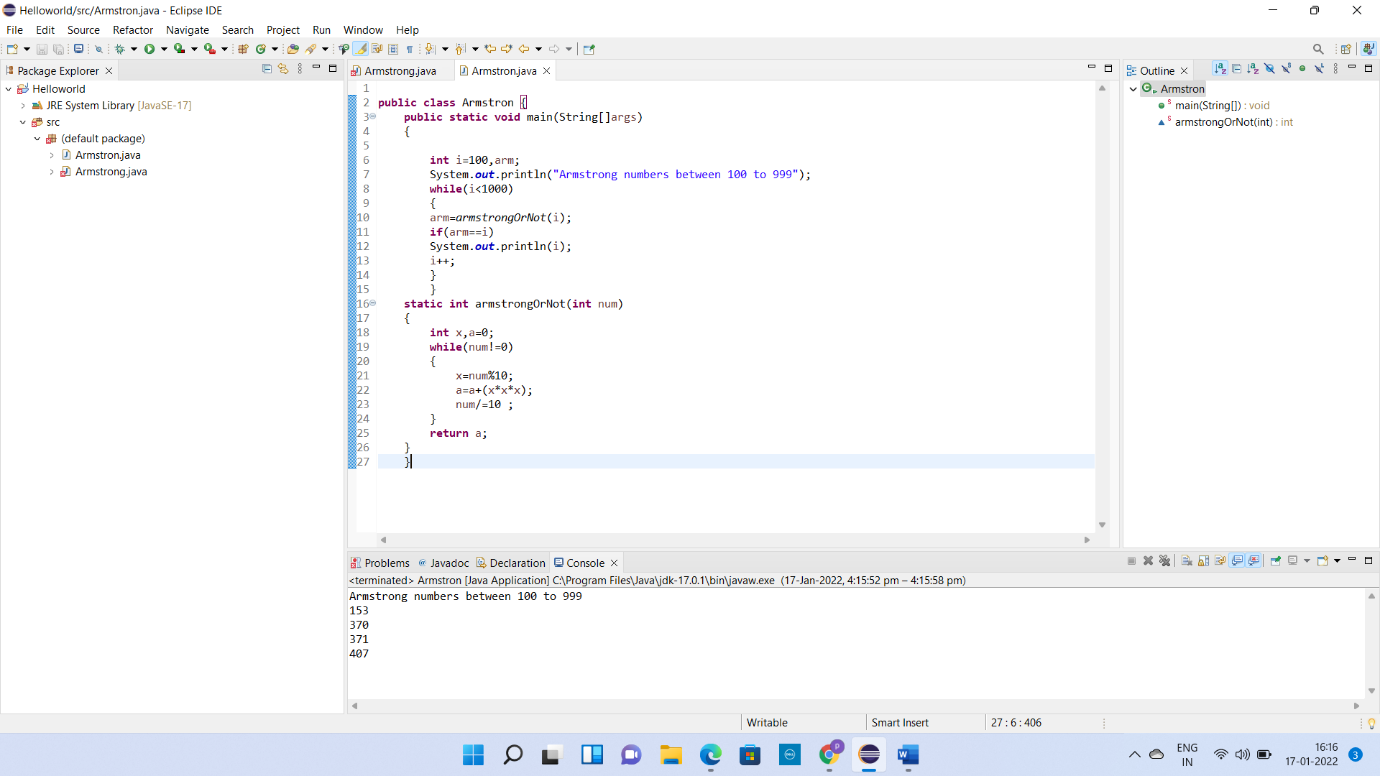 Helloworld/src/Armstron.java - Eclipse IDE
File Edit Source Refactor Navigate Search Project Run Window Help
Package Explorer
Helloworld
JRE System Library [JavaSE-17]
src
(default package)
Armstron.java
Armstrong.java
Armstrong.java Armstron.java
1
2 public class Armstron {
3 public static void main(String[]args)
4 {
5
6 int i=100,arm;
7 System.out.println("Armstrong numbers between 100 to 999");
8 while(i<1000)
9 {
10 arm=armstrongOrNot(i);
11 if(arm==i)
12 System.out.println(i);
13 i++;
14 }
15 }
16 static int armstrongOrNot(int num)
17 {
18 int x,a=0;
19 while(num!=0)
20 {
21 x=num%10;
22 a=a+(x*x*x);
23 num/=10 ;
24 }
25 return a;
26 }
27 }
Outline
Armstron
main(String[]) : void
armstrongOrNot(int) : int
Problems Javadoc Declaration Console
<terminated> Armstron [Java Application] C:\Program Files\Java\jdk-17.0.1\bin\javaw.exe (17-Jan-2022, 4:15:52 pm – 4:15:58 pm)
Armstrong numbers between 100 to 999
153
370
371
407
Writable Smart Insert 27 : 6 : 406
ENG
IN
16:16
17-01-2022
3